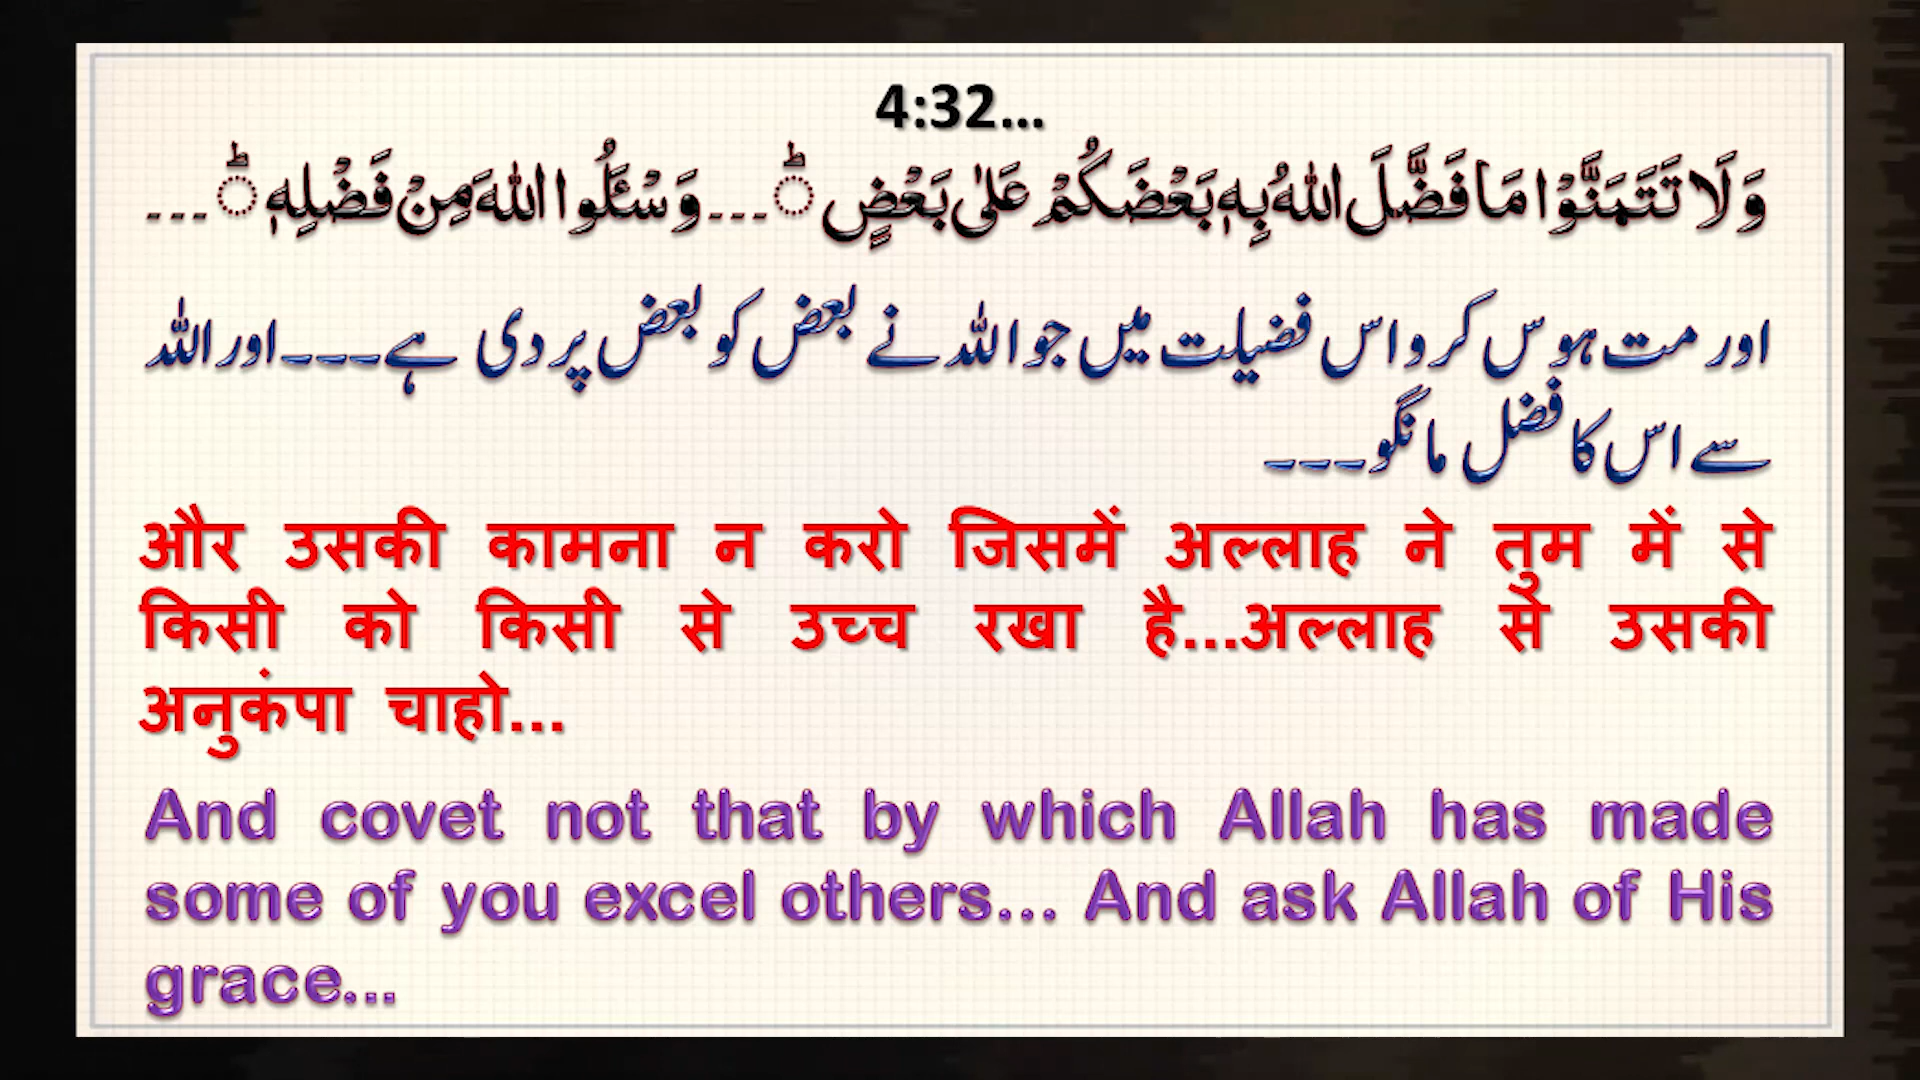 4:32...
وَلَا تَتَمَنَّوْا مَا فَضَّلَ اللّٰهُ بِهٖ بَعْضَكُمْ عَلٰی بَعْضٍ ؕ ۔۔۔ وَسْـَٔلُوا اللّٰهَ مِنْ فَضْلِهٖ ؕ ۔۔۔
اور مت ہوس کرو اس فضیلت میں جو اللہ نے بعض کو بعض پر دی ہے۔۔۔اور اللہ
سے اس کا فضل مانگو۔۔۔
और उसकी कामना न करो जिसमें अल्लाह ने तुम में से
किसी को किसी से उच्च रखा है...अल्लाह से उसकी
अनुकंपा चाहो...
And covet not that by which Allah has made
some of you excel others... And ask Allah of His
grace...